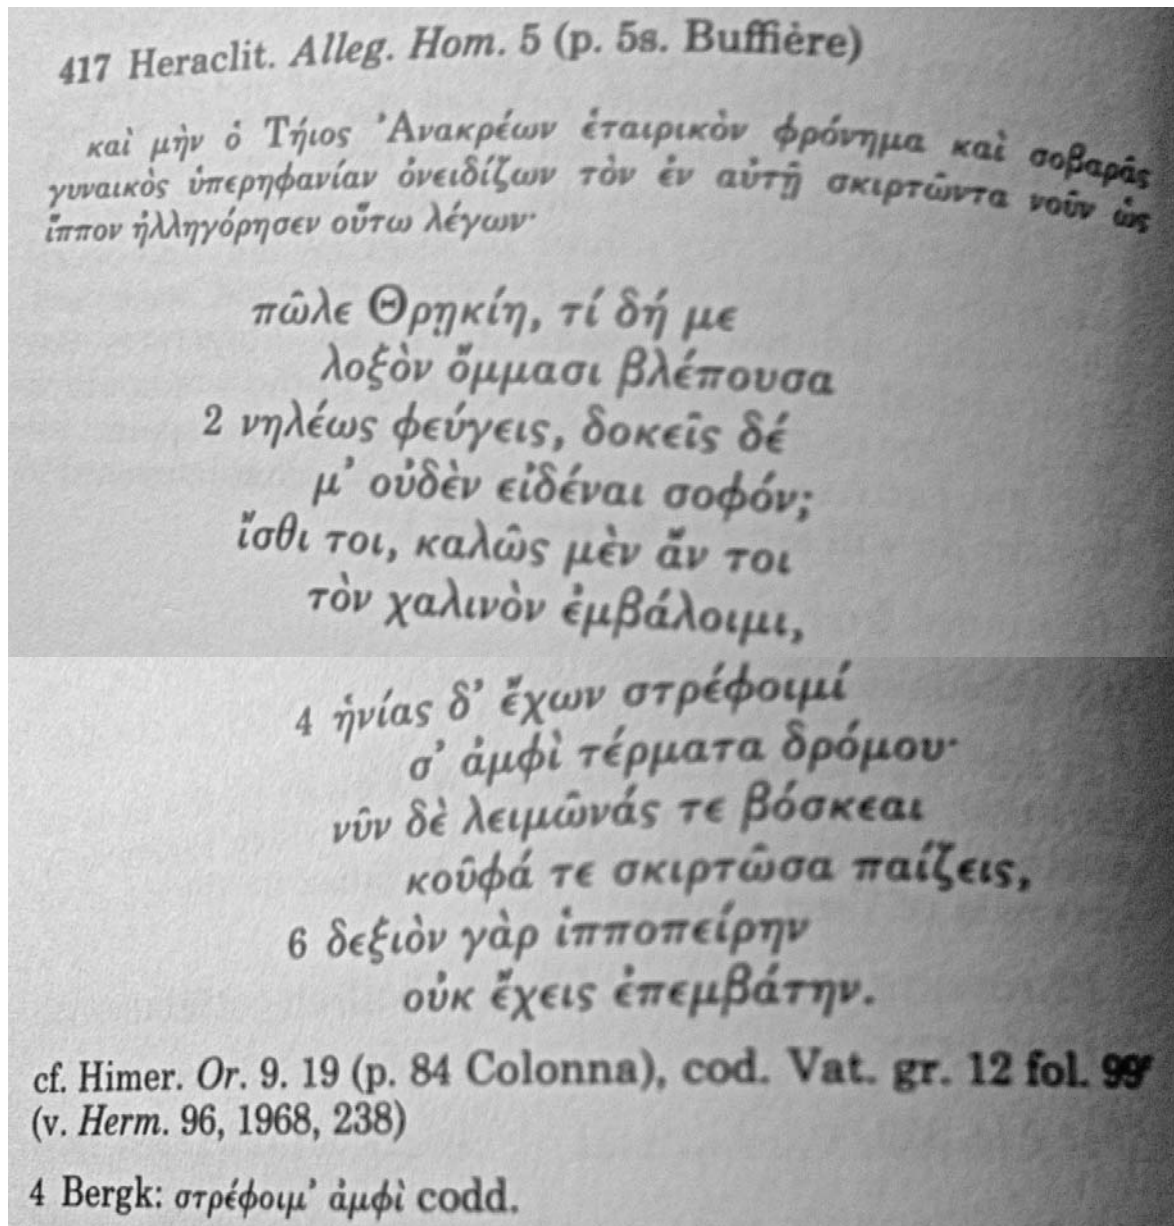 417 Heraclit. Alleg. Hom. 5 (p. 5s. Buffière)
καὶ μὴν ὁ Τήιος Ἀνακρέων ἑταιρικὸν φρόνημα καὶ σοβαρᾶς
γυναικὸς ὑπερηφανίαν ὀνειδίζων τὸν ἐν αὐτῇ σκιρτῶντα νοῦν ὡς
ἵππον ἠλληγόρησεν οὕτω λέγων·
πῶλε Θρῃκίη, τί δή με
λοξὸν ὄμμασι βλέπουσα
2 νηλέως φεύγεις, δοκεῖς δέ
μ’ οὐδὲν εἰδέναι σοφόν;
ἴσθι τοι, καλῶς μὲν ἄν τοι
τὸν χαλινὸν ἐμβάλοιμι,
4 ἡνίας δ’ ἔχων στρέφοιμί
σ’ ἀμφὶ τέρματα δρόμου·
νῦν δὲ λειμῶνάς τε βόσκεαι
κοῦφά τε σκιρτῶσα παίζεις,
6 δεξιὸν γὰρ ἱπποπείρην
οὐκ ἔχεις ἐπεμβάτην.
cf. Himer. Or. 9. 19 (p. 84 Colonna), cod. Vat. gr. 12 fol. 99r
(v. Herm. 96, 1968, 238)
4 Bergk: στρέφοιμ’ ἀμφὶ codd.